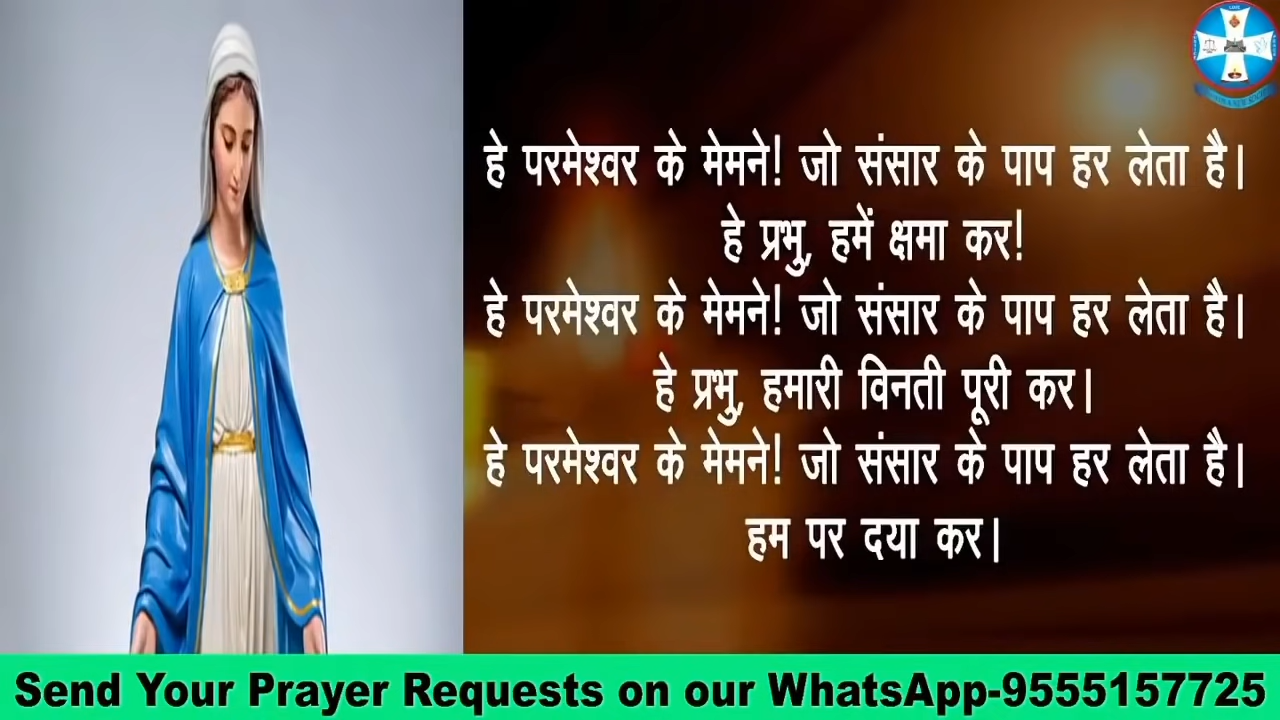 हे परमेश्वर के मेमने! जो संसार के पाप हर लेता है।
हे प्रभु, हमें क्षमा कर!
हे परमेश्वर के मेमने! जो संसार के पाप हर लेता है।
हे प्रभु, हमारी विनती पूरी कर।
हे परमेश्वर के मेमने! जो संसार के पाप हर लेता है।
हम पर दया कर।
Send Your Prayer Requests on our WhatsApp-9555157725